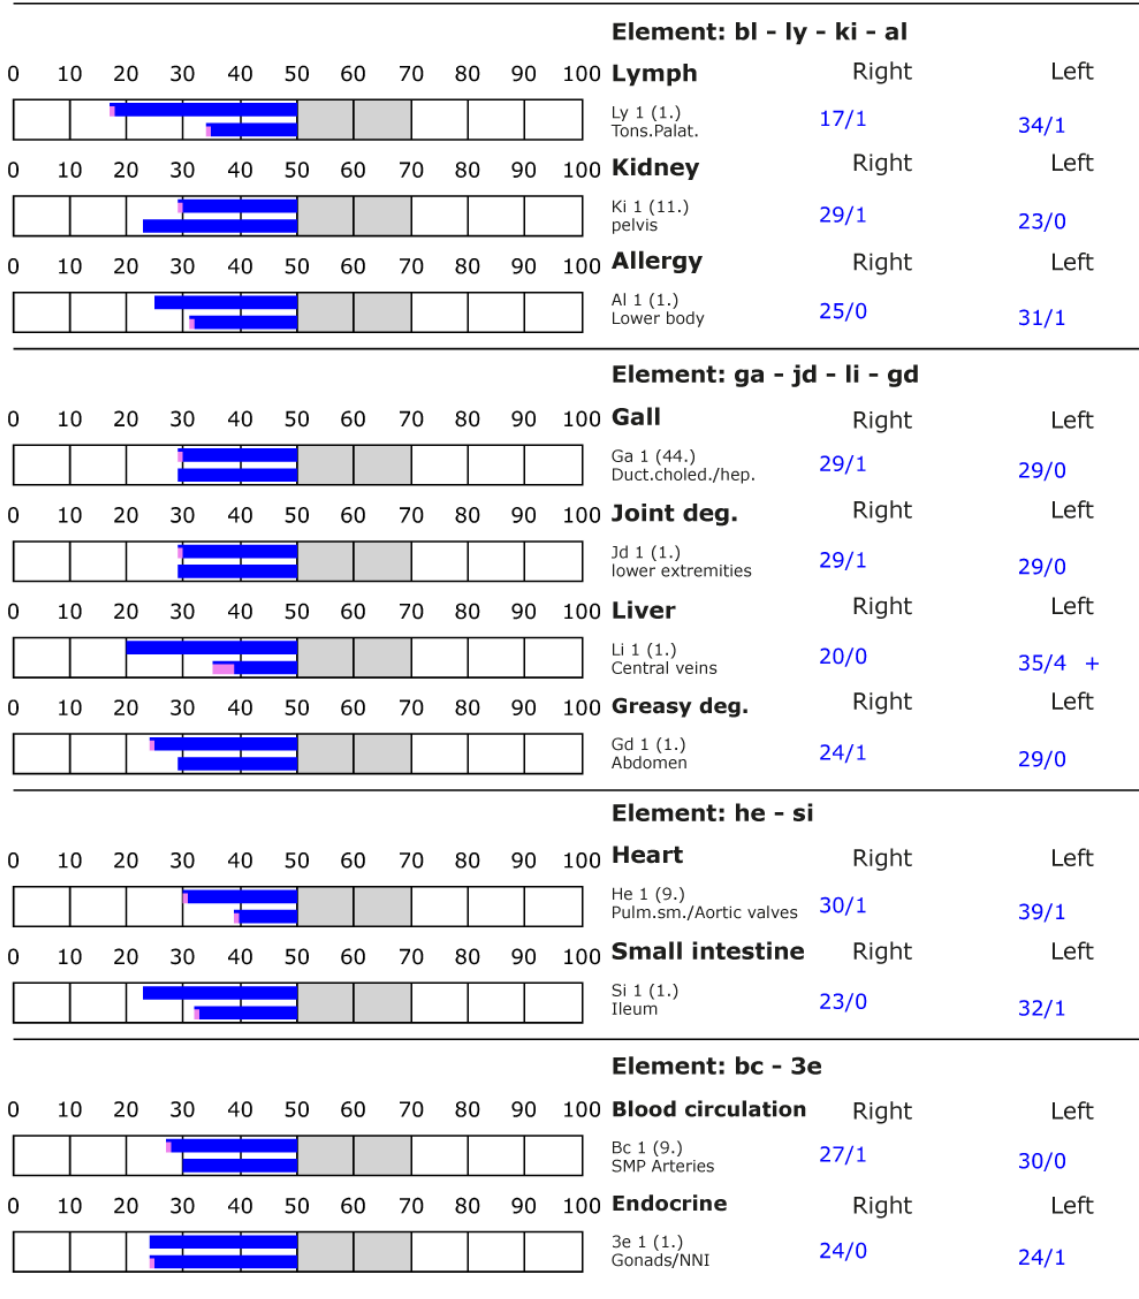 Element: bl - ly - ki - al
0 10 20 30 40 50 60 70 80 90 100 Lymph Right Left
Ly 1 (1.) 17/1 34/1
Tons.Palat.
0 10 20 30 40 50 60 70 80 90 100 Kidney Right Left
Ki 1 (11.) 29/1 23/0
pelvis
0 10 20 30 40 50 60 70 80 90 100 Allergy Right Left
Al 1 (1.) 25/0 31/1
Lower body
Element: ga - jd - li - gd
0 10 20 30 40 50 60 70 80 90 100 Gall Right Left
Ga 1 (44.) 29/1 29/0
Duct.choled./hep.
0 10 20 30 40 50 60 70 80 90 100 Joint deg. Right Left
Jd 1 (1.) 29/1 29/0
lower extremities
0 10 20 30 40 50 60 70 80 90 100 Liver Right Left
Li 1 (1.) 20/0 35/4 +
Central veins
0 10 20 30 40 50 60 70 80 90 100 Greasy deg. Right Left
Gd 1 (1.) 24/1 29/0
Abdomen
Element: he - si
0 10 20 30 40 50 60 70 80 90 100 Heart Right Left
He 1 (9.) 30/1 39/1
Pulm.sm./Aortic valves
0 10 20 30 40 50 60 70 80 90 100 Small intestine Right Left
Si 1 (1.) 23/0 32/1
Ileum
Element: bc - 3e
0 10 20 30 40 50 60 70 80 90 100 Blood circulation Right Left
Bc 1 (9.) 27/1 30/0
SMP Arteries
0 10 20 30 40 50 60 70 80 90 100 Endocrine Right Left
3e 1 (1.) 24/0 24/1
Gonads/NNI